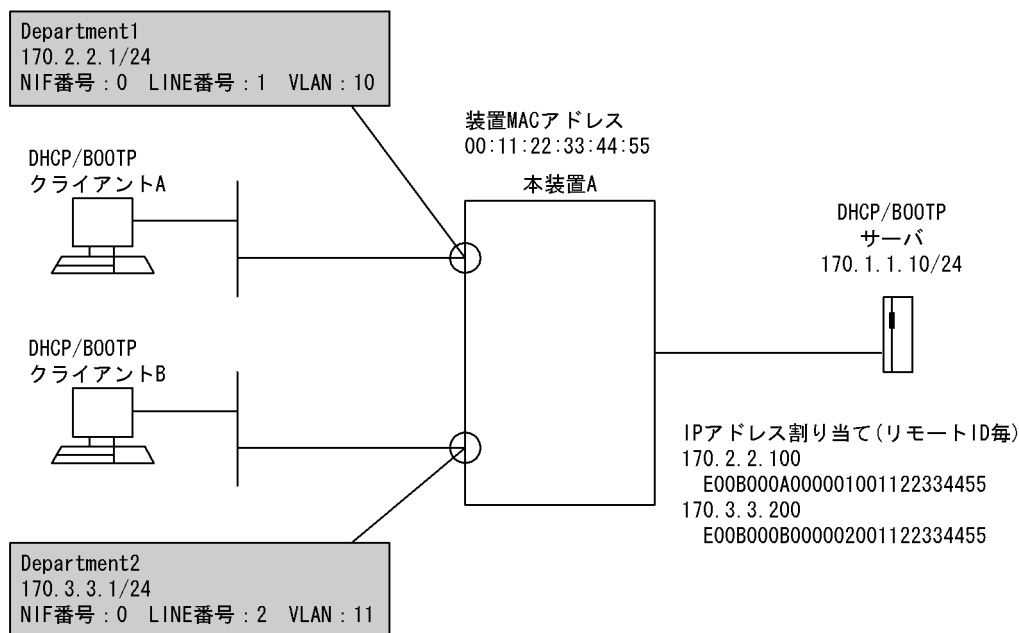 Department1
170.2.2.1/24
NIF番号:0 LINE番号:1 VLAN:10
装置MACアドレス
00:11:22:33:44:55
本装置A
DHCP/BOOTP
クライアントA
DHCP/BOOTP
サーバ
170.1.1.10/24
DHCP/BOOTP
クライアントB
IPアドレス割り当て(リモートID毎)
170.2.2.100
E00B000A000001001122334455
170.3.3.200
E00B000B000002001122334455
Department2
170.3.3.1/24
NIF番号:0 LINE番号:2 VLAN:11